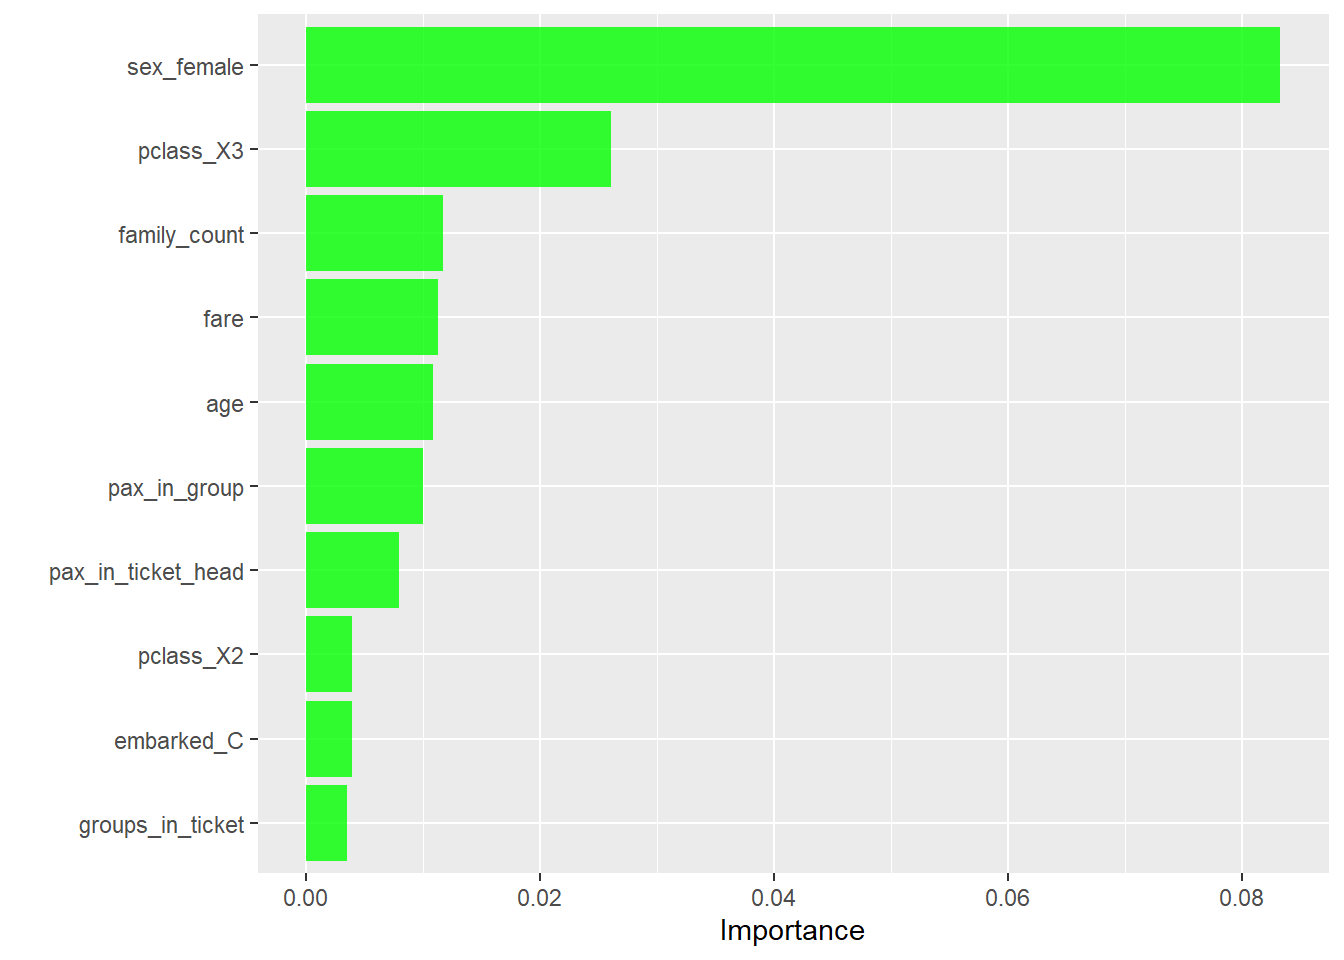 sex_female
pclass_X3
family_count
fare
age
pax_in_group
pax_in_ticket_head
pclass_X2
embarked_C
groups_in_ticket
0.00 0.02 0.04 0.06 0.08
Importance